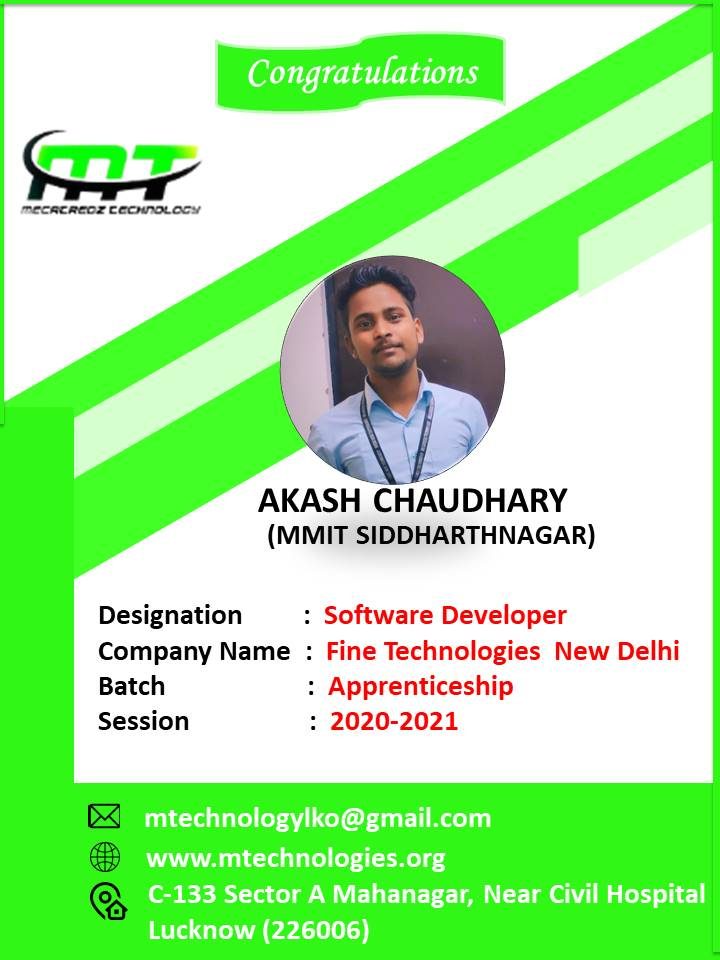 Congratulations
MT
MECATREDZ TECHNOLOGY
AKASH CHAUDHARY
(MMIT SIDDHARTHNAGAR)
Designation : Software Developer
Company Name : Fine Technologies New Delhi
Batch : Apprenticeship
Session : 2020-2021
mtechnologylko@gmail.com
www.mtechnologies.org
C-133 Sector A Mahanagar, Near Civil Hospital
Lucknow (226006)